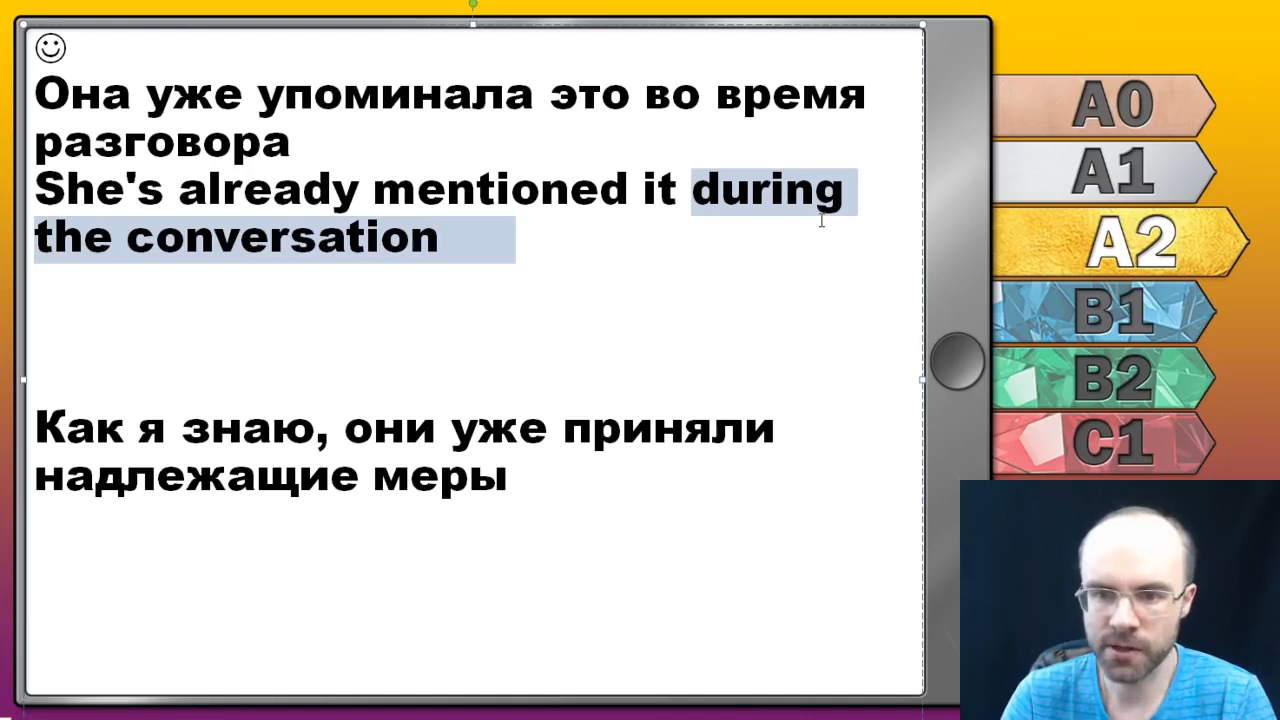 Она уже упоминала это во время
разговора
She's already mentioned it during
the conversation
Как я знаю, они уже приняли
надлежащие меры
A0
A1
A2
B1
B2
C1